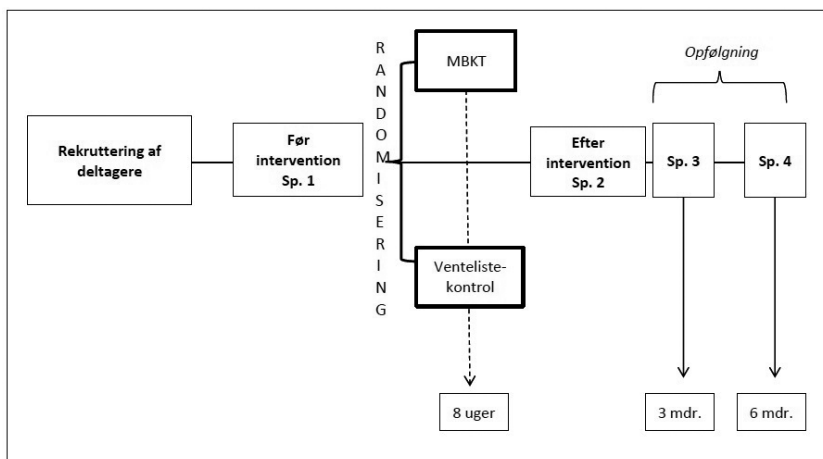 Rekruttering af
deltagere
Før
intervention
Sp. 1
RANDOMISERING
MBKT
Venteliste-
kontrol
8 uger
Efter
intervention
Sp. 2
Opfølgning
Sp. 3
Sp. 4
3 mdr.
6 mdr.